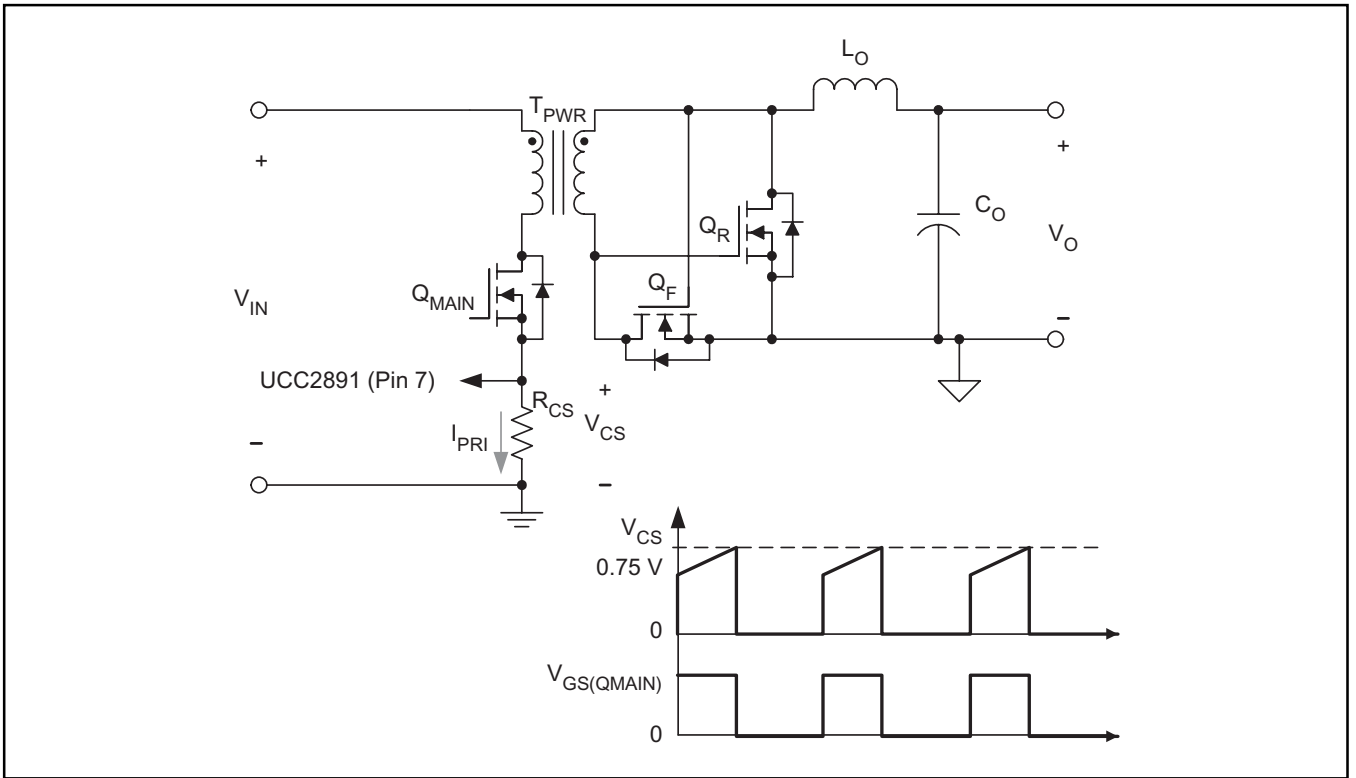 L_O
T_PWR
+
+
Q_R
C_O
V_O
Q_MAIN
Q_F
V_IN
−
UCC2891 (Pin 7)
+
R_CS
V_CS
I_PRI
−
−
V_CS
0.75 V
0
V_GS(QMAIN)
0